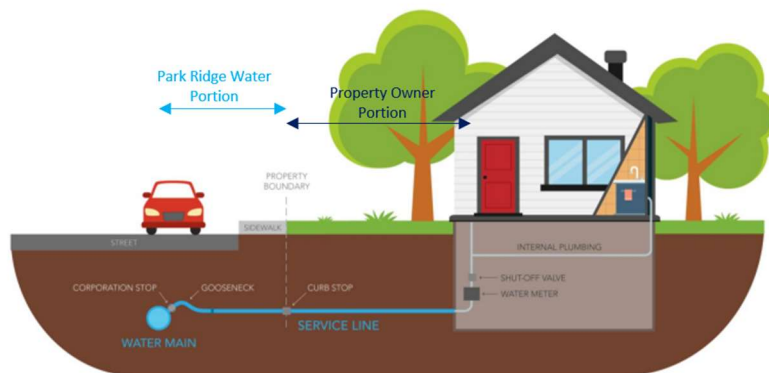 Park Ridge Water
Portion
Property Owner
Portion
PROPERTY
BOUNDARY
SIDEWALK
STREET
INTERNAL PLUMBING
CORPORATION STOP
GOOSENECK
CURB STOP
SHUT-OFF VALVE
WATER METER
SERVICE LINE
WATER MAIN